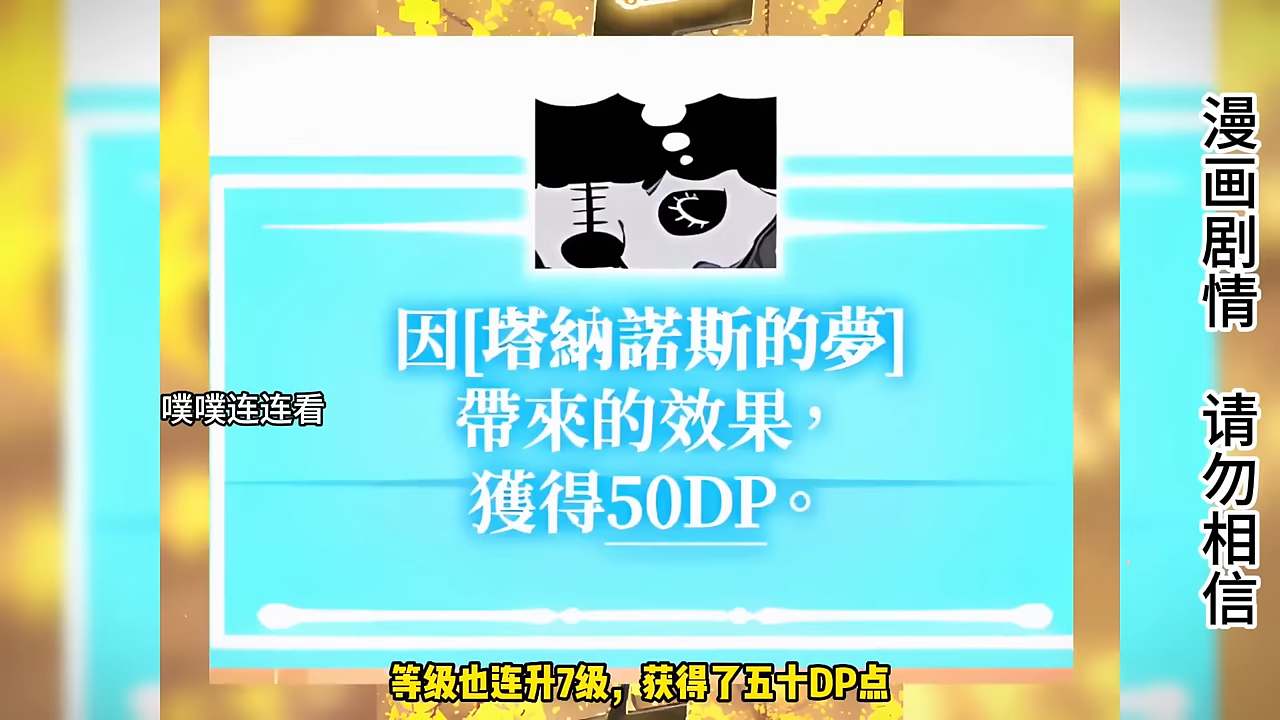 因[塔納諾斯的夢]
帶來的效果，
獲得50DP。
噗噗连连看
等级也连升7级，获得了五十DP点
漫画剧情 请勿相信